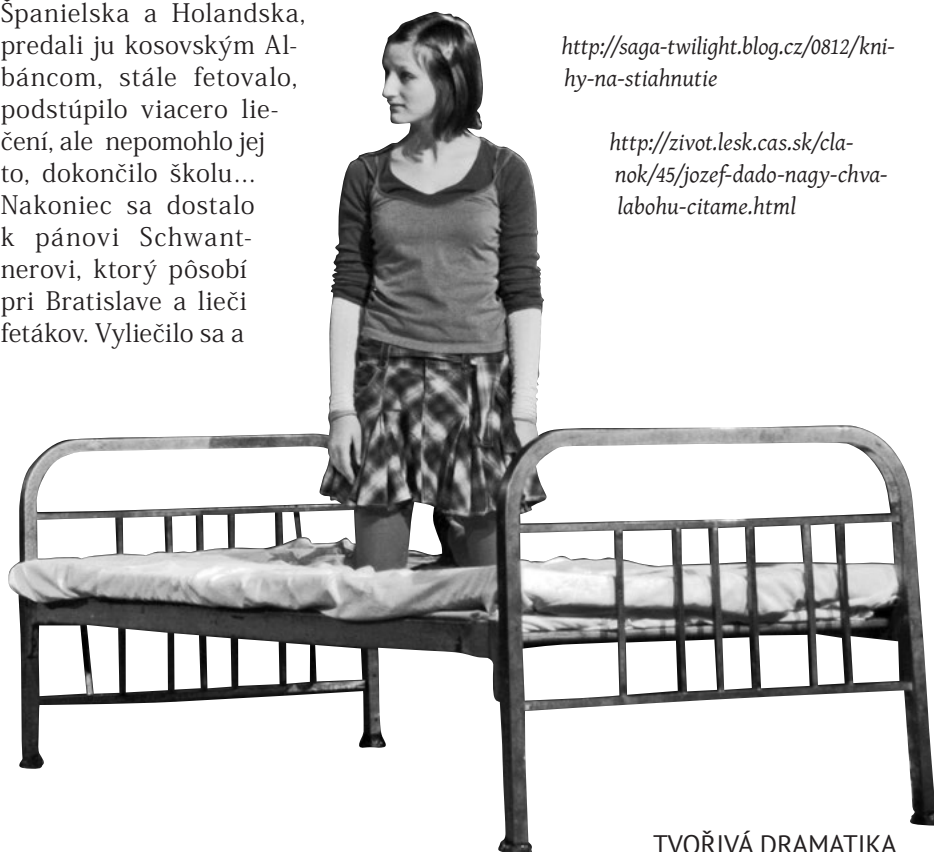 Španielska a Holandska,
predali ju kosovským Al-
báncom, stále fetovalo,
podstúpilo viacero lie-
čení, ale nepomohlo jej
to, dokončilo školu...
Nakoniec sa dostalo
k pánovi Schwant-
nerovi, ktorý pôsobí
pri Bratislave a lieči
fetákov. Vyliečilo sa a
http://saga-twilight.blog.cz/0812/kni-
hy-na-stiahnutie
http://zivot.lesk.cas.sk/cla-
nok/45/jozef-dado-nagy-chva-
labohu-citame.html
TVOŘIVÁ DRAMATIKA